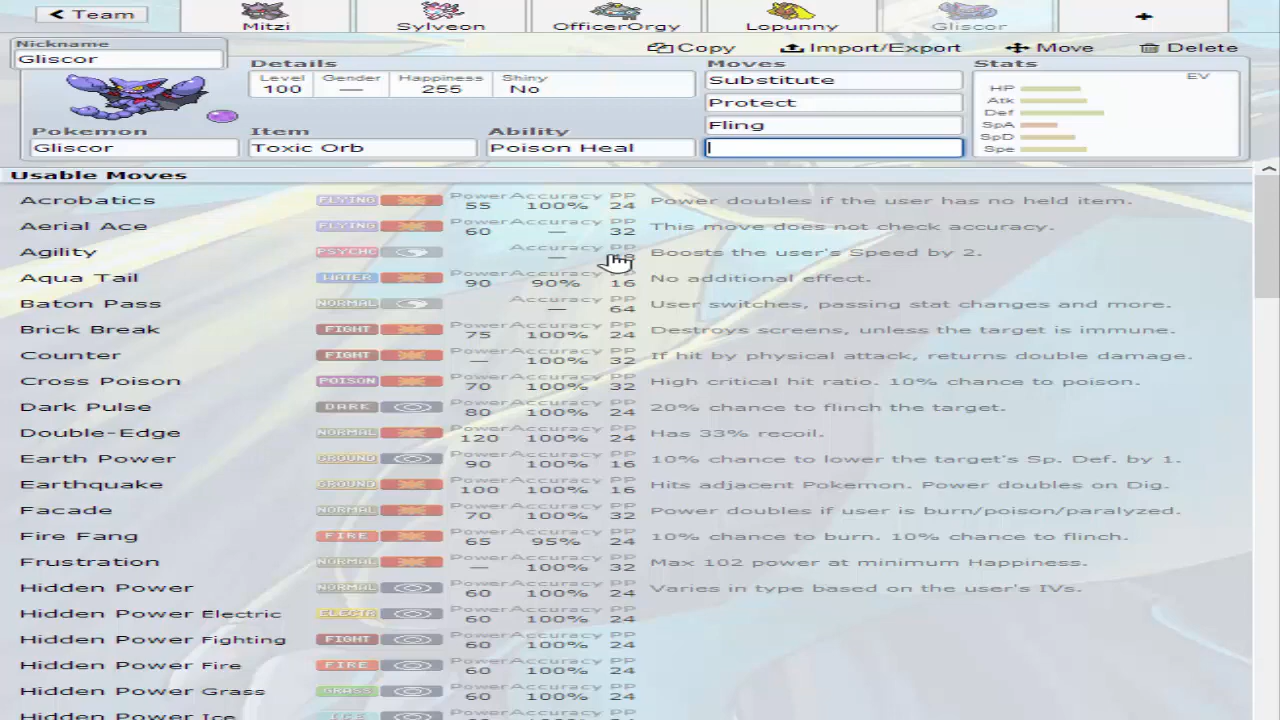 < Team
Mitzi
Sylveon
OfficerOrgy
Lopunny
Gliscor
+
Nickname
Gliscor
Copy
Import/Export
Move
Delete
Details
Level Gender Happiness Shiny
100 — 255 No
Moves
Substitute
Protect
Fling
Stats
EV
HP
Atk
Def
SpA
SpD
Spe
Pokemon Item Ability
Gliscor Toxic Orb Poison Heal
Usable Moves
Acrobatics FLYING Power 55 Accuracy 100% PP 24 Power doubles if the user has no held item.
Aerial Ace FLYING Power 60 Accuracy — PP 32 This move does not check accuracy.
Agility PSYCHC Accuracy — PP Boosts the user's Speed by 2.
Aqua Tail WATER Power 90 Accuracy 90% PP 16 No additional effect.
Baton Pass NORMAL Accuracy — PP 64 User switches, passing stat changes and more.
Brick Break FIGHT Power 75 Accuracy 100% PP 24 Destroys screens, unless the target is immune.
Counter FIGHT Power — Accuracy 100% PP 32 If hit by physical attack, returns double damage.
Cross Poison POISON Power 70 Accuracy 100% PP 32 High critical hit ratio. 10% chance to poison.
Dark Pulse DARK Power 80 Accuracy 100% PP 24 20% chance to flinch the target.
Double-Edge NORMAL Power 120 Accuracy 100% PP 24 Has 33% recoil.
Earth Power GROUND Power 90 Accuracy 100% PP 16 10% chance to lower the target's Sp. Def. by 1.
Earthquake GROUND Power 100 Accuracy 100% PP 16 Hits adjacent Pokemon. Power doubles on Dig.
Facade NORMAL Power 70 Accuracy 100% PP 32 Power doubles if user is burn/poison/paralyzed.
Fire Fang FIRE Power 65 Accuracy 95% PP 24 10% chance to burn. 10% chance to flinch.
Frustration NORMAL Power — Accuracy 100% PP 32 Max 102 power at minimum Happiness.
Hidden Power NORMAL Power 60 Accuracy 100% PP 24 Varies in type based on the user's IVs.
Hidden Power Electric ELECTR Power 60 Accuracy 100% PP 24
Hidden Power Fighting FIGHT Power 60 Accuracy 100% PP 24
Hidden Power Fire FIRE Power 60 Accuracy 100% PP 24
Hidden Power Grass GRASS Power 60 Accuracy 100% PP 24
Hidden Power Ice ICE Power Accuracy PP